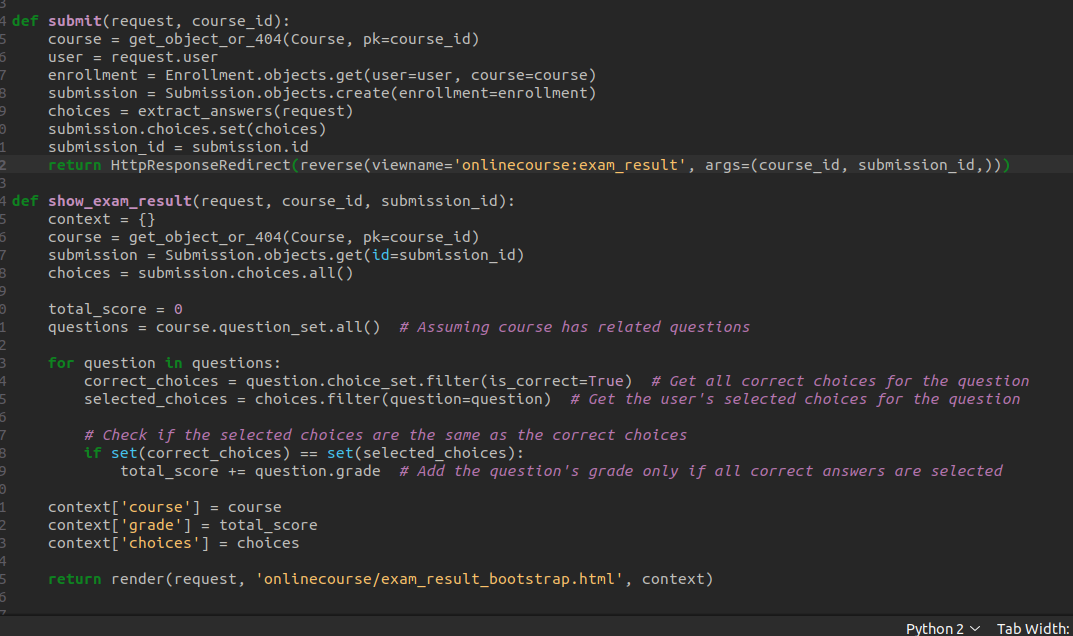 3
4 def submit(request, course_id):
5     course = get_object_or_404(Course, pk=course_id)
6     user = request.user
7     enrollment = Enrollment.objects.get(user=user, course=course)
8     submission = Submission.objects.create(enrollment=enrollment)
9     choices = extract_answers(request)
0     submission.choices.set(choices)
1     submission_id = submission.id
2     return HttpResponseRedirect(reverse(viewname='onlinecourse:exam_result', args=(course_id, submission_id,)))
3
4 def show_exam_result(request, course_id, submission_id):
5     context = {}
6     course = get_object_or_404(Course, pk=course_id)
7     submission = Submission.objects.get(id=submission_id)
8     choices = submission.choices.all()
9
0     total_score = 0
1     questions = course.question_set.all()  # Assuming course has related questions
2
3     for question in questions:
4         correct_choices = question.choice_set.filter(is_correct=True)  # Get all correct choices for the question
5         selected_choices = choices.filter(question=question)  # Get the user's selected choices for the question
6
7         # Check if the selected choices are the same as the correct choices
8         if set(correct_choices) == set(selected_choices):
9             total_score += question.grade  # Add the question's grade only if all correct answers are selected
0
1     context['course'] = course
2     context['grade'] = total_score
3     context['choices'] = choices
4
5     return render(request, 'onlinecourse/exam_result_bootstrap.html', context)
6
7
Python 2 Tab Width: